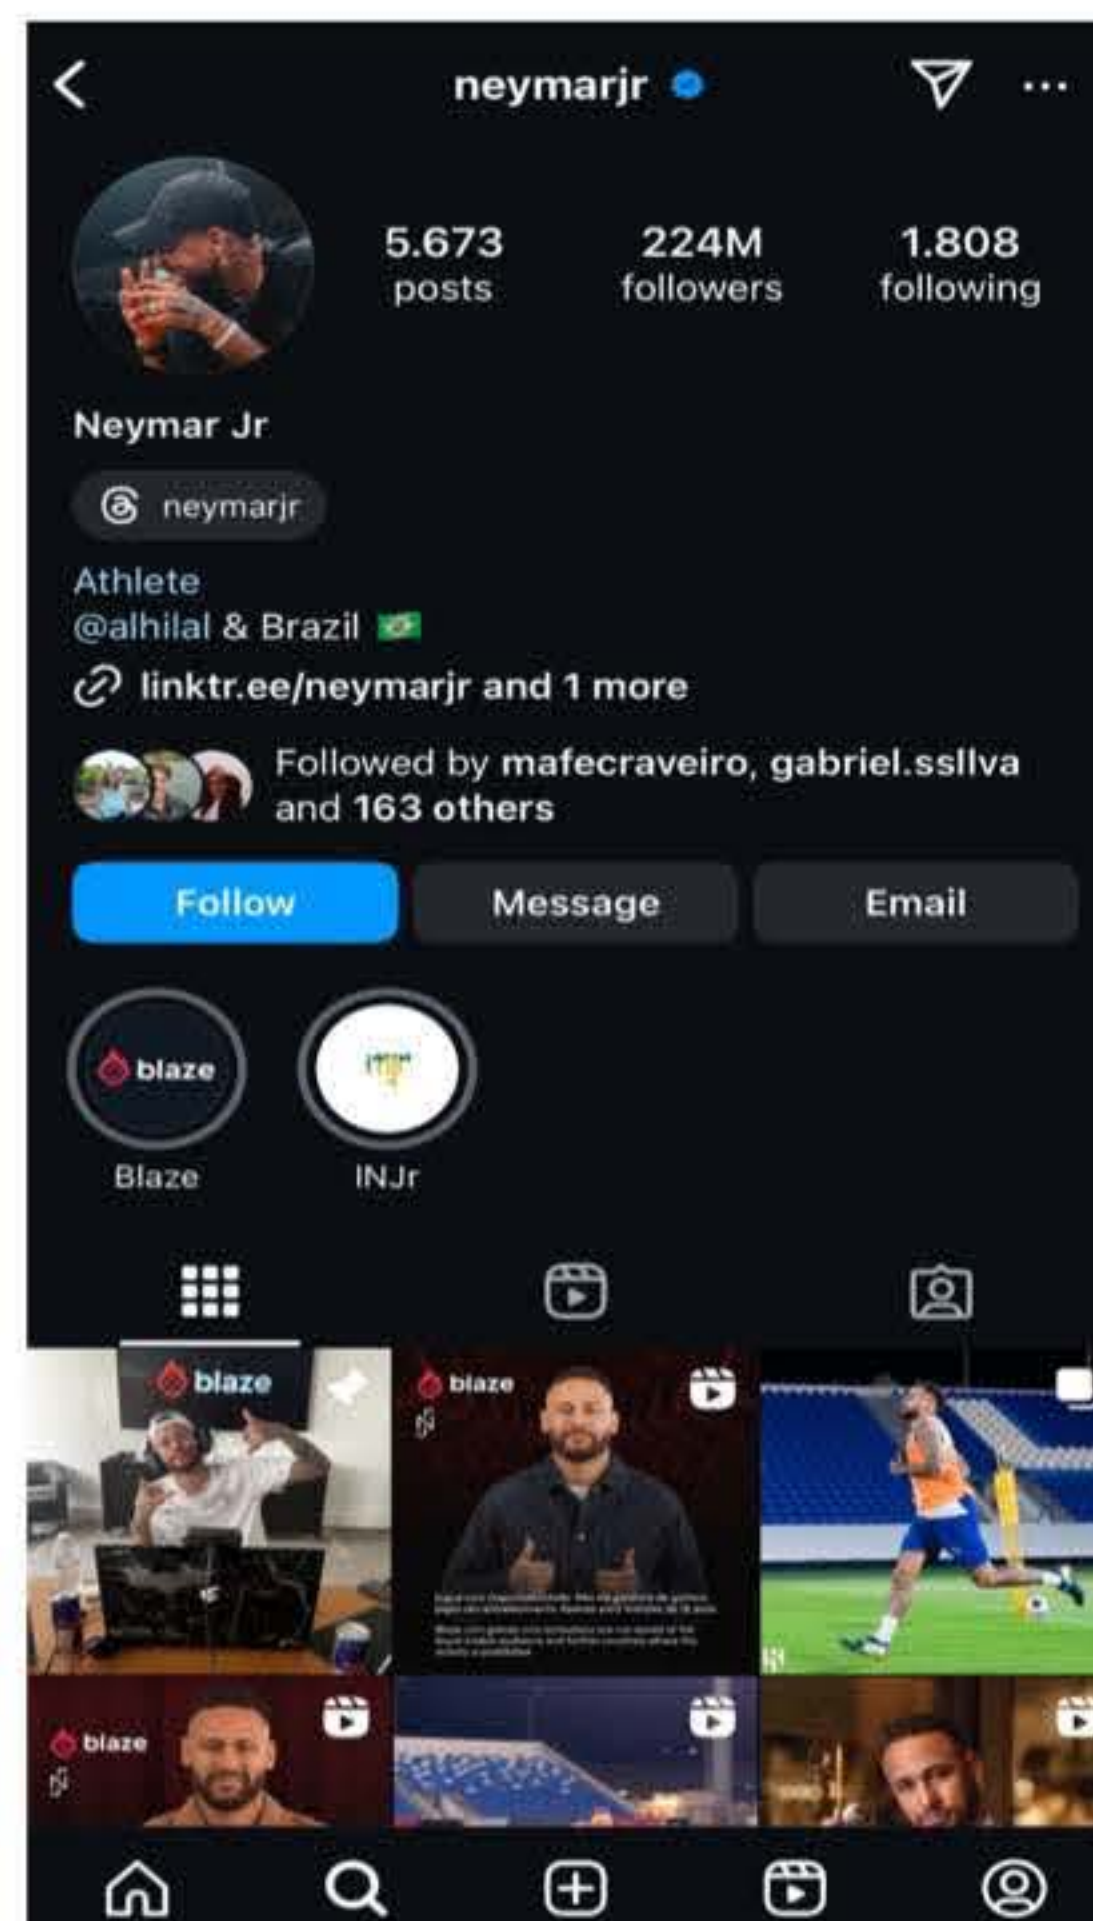 neymarjr
5.673
posts
224M
followers
1.808
following
Neymar Jr
neymarjr
Athlete
@alhilal & Brazil
linktr.ee/neymarjr and 1 more
Followed by mafecraveiro, gabriel.ssllva
and 163 others
Follow
Message
Email
blaze
Blaze
INJr
blaze
blaze
blaze